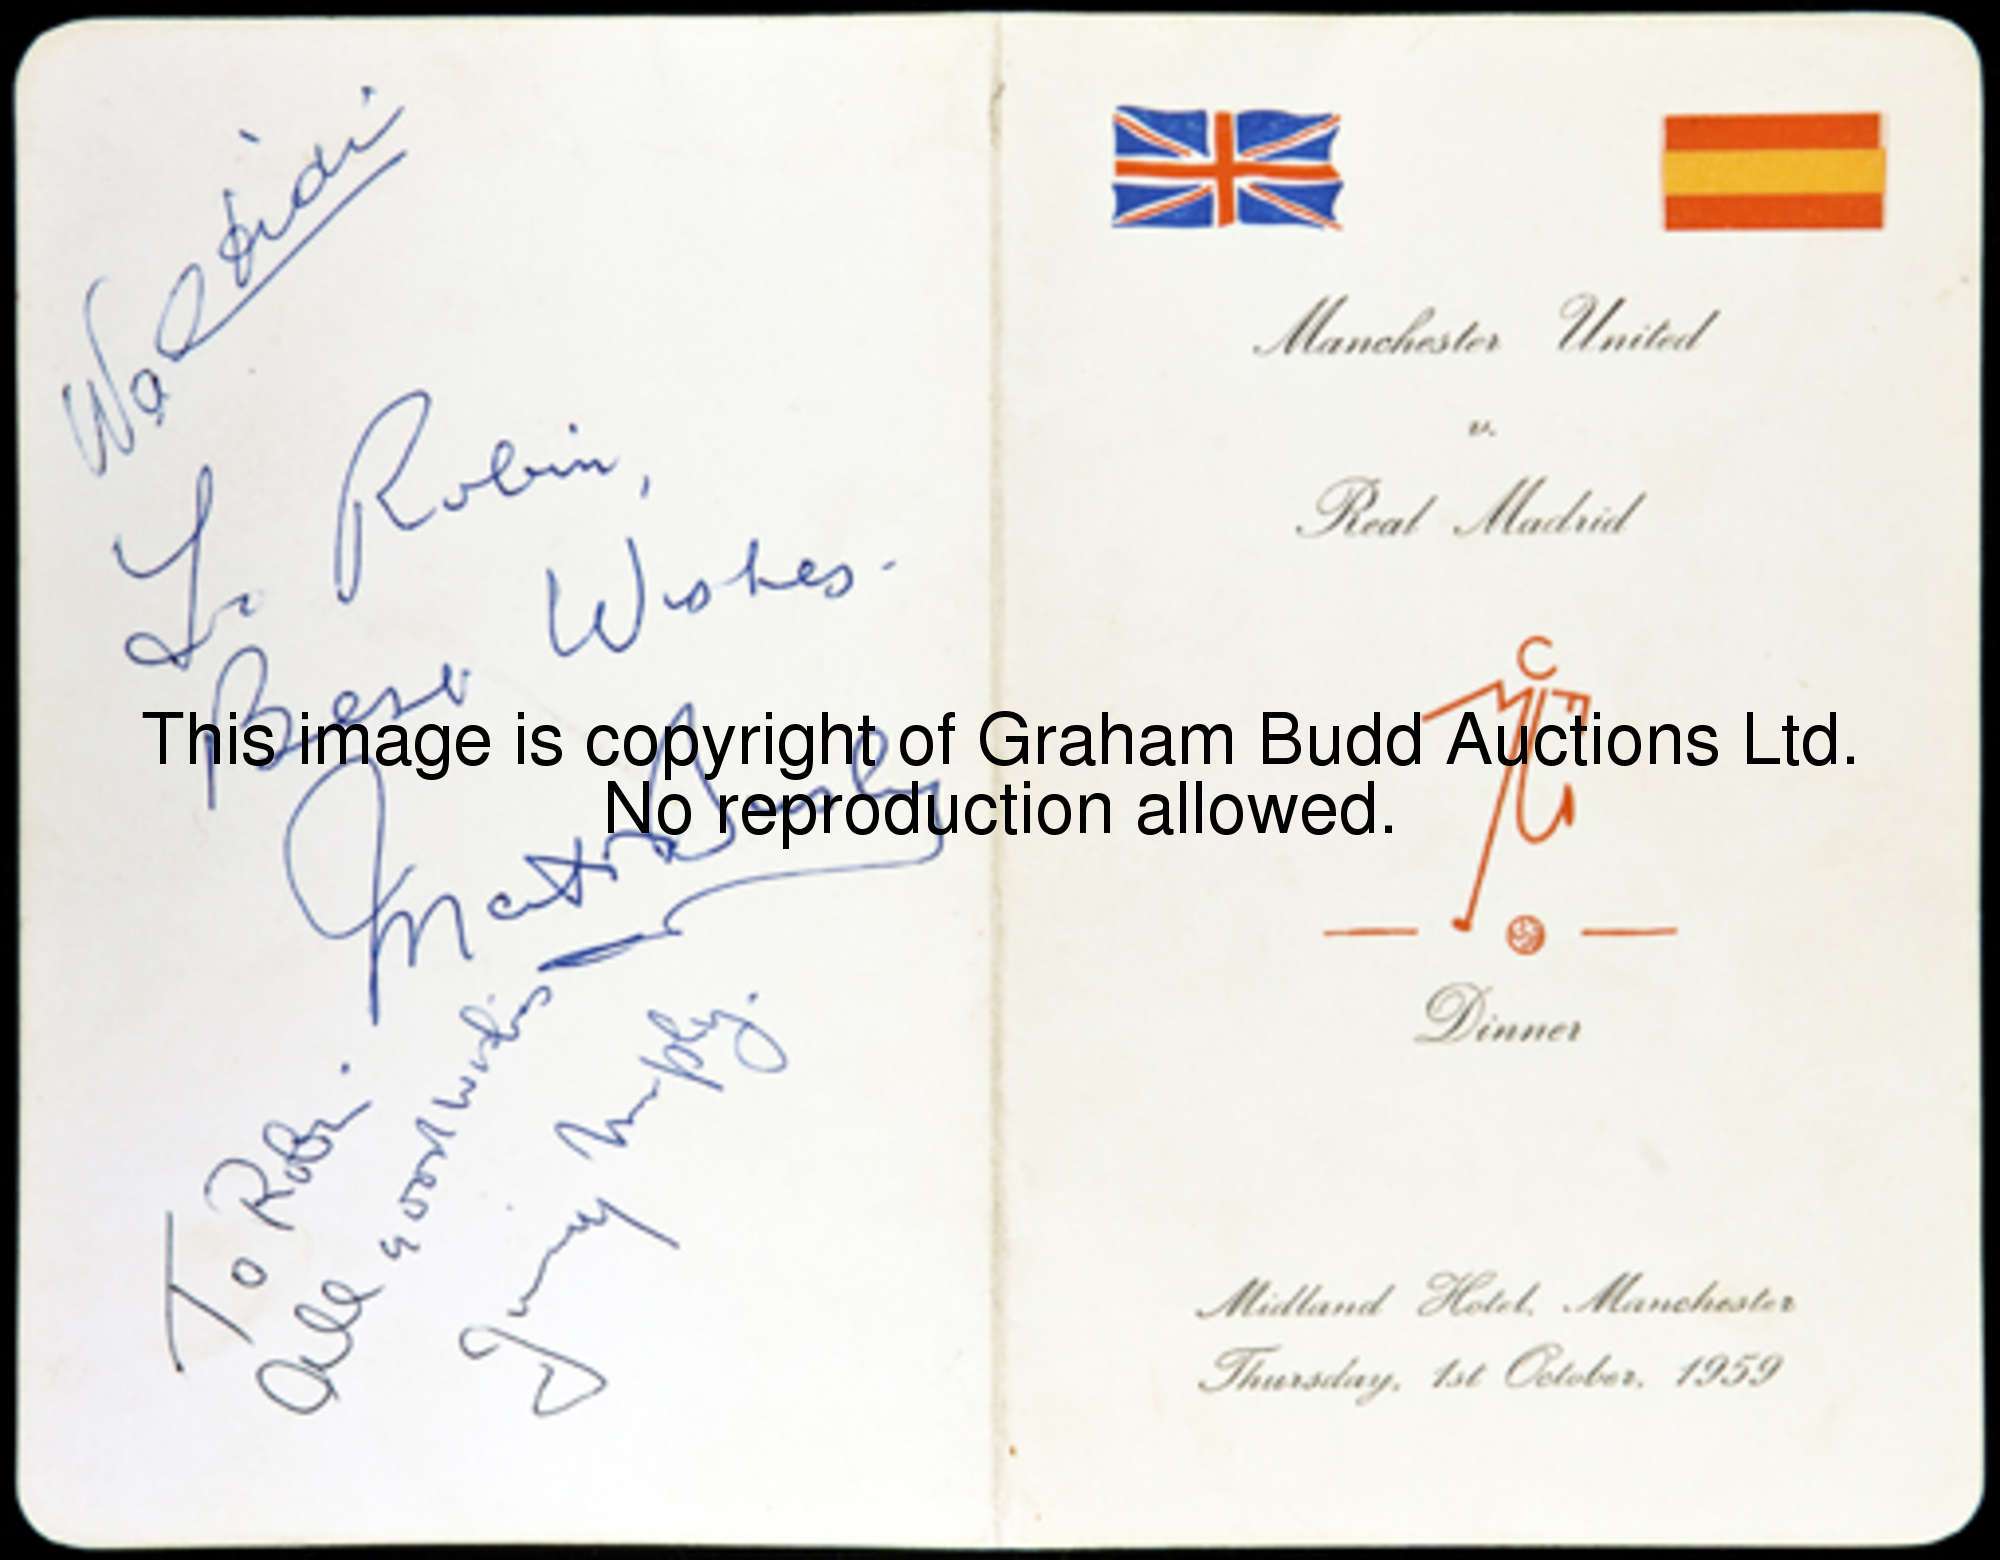 To Robin,
Best Wishes.
Matt Busby
To Robin
All good wishes
Jimmy Murphy.
Manchester United
v.
Real Madrid
Dinner
Midland Hotel, Manchester
Thursday, 1st October, 1959
This image is copyright of Graham Budd Auctions Ltd.
No reproduction allowed.